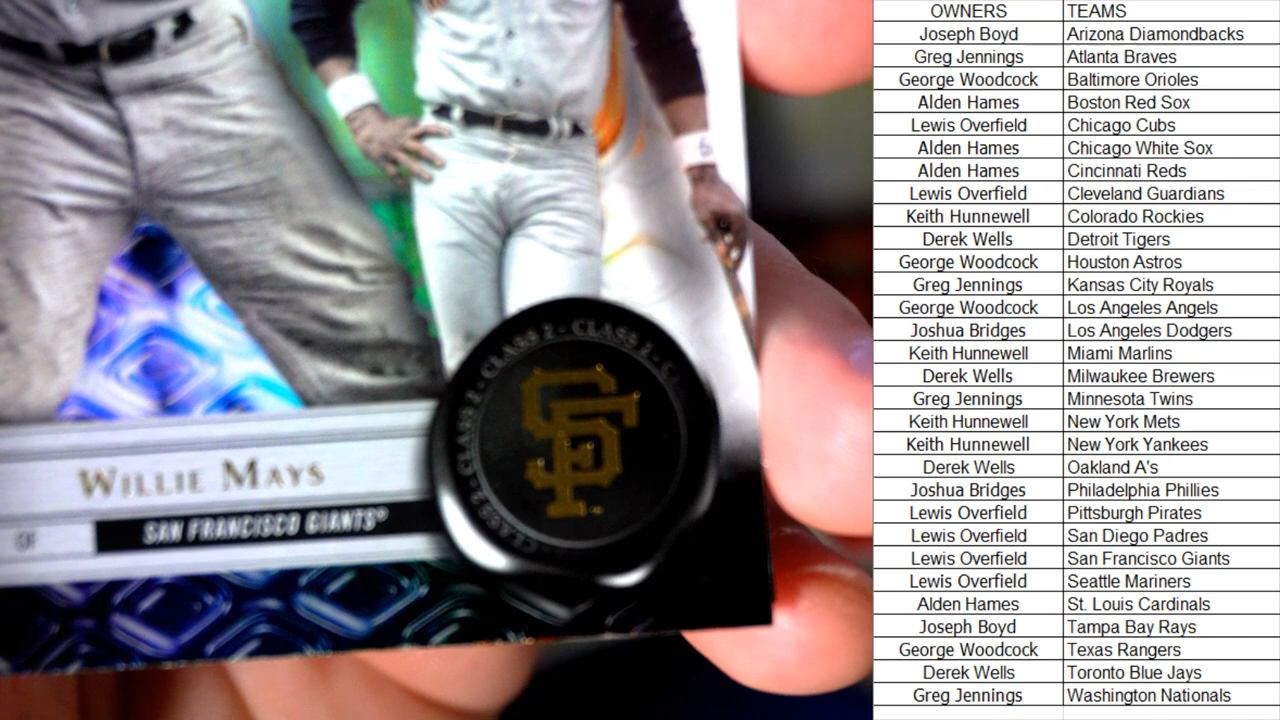 CLASS 2 · CLASS 2 · CLASS 2 · CLASS 2
SF
WILLIE MAYS
SAN FRANCISCO GIANTS®
OWNERS TEAMS
Joseph Boyd Arizona Diamondbacks
Greg Jennings Atlanta Braves
George Woodcock Baltimore Orioles
Alden Hames Boston Red Sox
Lewis Overfield Chicago Cubs
Alden Hames Chicago White Sox
Alden Hames Cincinnati Reds
Lewis Overfield Cleveland Guardians
Keith Hunnewell Colorado Rockies
Derek Wells Detroit Tigers
George Woodcock Houston Astros
Greg Jennings Kansas City Royals
George Woodcock Los Angeles Angels
Joshua Bridges Los Angeles Dodgers
Keith Hunnewell Miami Marlins
Derek Wells Milwaukee Brewers
Greg Jennings Minnesota Twins
Keith Hunnewell New York Mets
Keith Hunnewell New York Yankees
Derek Wells Oakland A's
Joshua Bridges Philadelphia Phillies
Lewis Overfield Pittsburgh Pirates
Lewis Overfield San Diego Padres
Lewis Overfield San Francisco Giants
Lewis Overfield Seattle Mariners
Alden Hames St. Louis Cardinals
Joseph Boyd Tampa Bay Rays
George Woodcock Texas Rangers
Derek Wells Toronto Blue Jays
Greg Jennings Washington Nationals